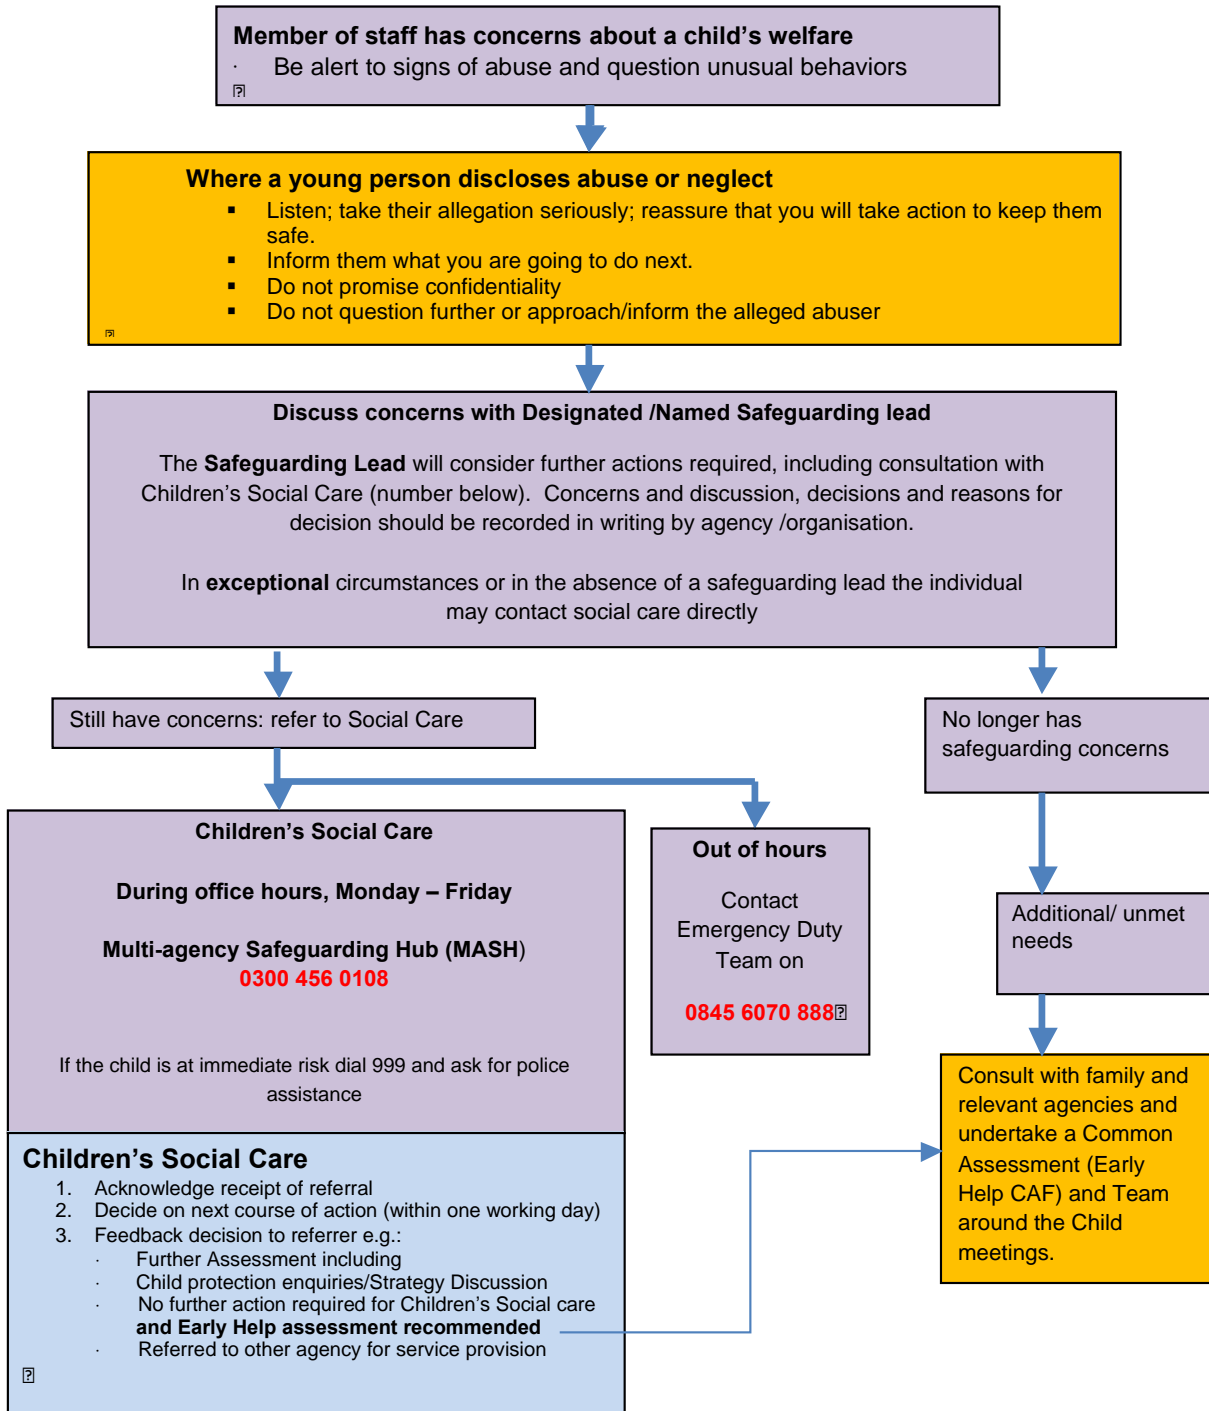 Member of staff has concerns about a child's welfare
· Be alert to signs of abuse and question unusual behaviors
Where a young person discloses abuse or neglect
▪ Listen; take their allegation seriously; reassure that you will take action to keep them
safe.
▪ Inform them what you are going to do next.
▪ Do not promise confidentiality
▪ Do not question further or approach/inform the alleged abuser
Discuss concerns with Designated /Named Safeguarding lead
The Safeguarding Lead will consider further actions required, including consultation with
Children's Social Care (number below). Concerns and discussion, decisions and reasons for
decision should be recorded in writing by agency /organisation.
In exceptional circumstances or in the absence of a safeguarding lead the individual
may contact social care directly
Still have concerns: refer to Social Care
No longer has
safeguarding concerns
Children's Social Care
During office hours, Monday – Friday
Multi-agency Safeguarding Hub (MASH)
0300 456 0108
If the child is at immediate risk dial 999 and ask for police
assistance
Out of hours
Contact
Emergency Duty
Team on
0845 6070 888
Additional/ unmet
needs
Consult with family and
relevant agencies and
undertake a Common
Assessment (Early
Help CAF) and Team
around the Child
meetings.
Children's Social Care
1. Acknowledge receipt of referral
2. Decide on next course of action (within one working day)
3. Feedback decision to referrer e.g.:
· Further Assessment including
· Child protection enquiries/Strategy Discussion
· No further action required for Children's Social care
and Early Help assessment recommended
· Referred to other agency for service provision